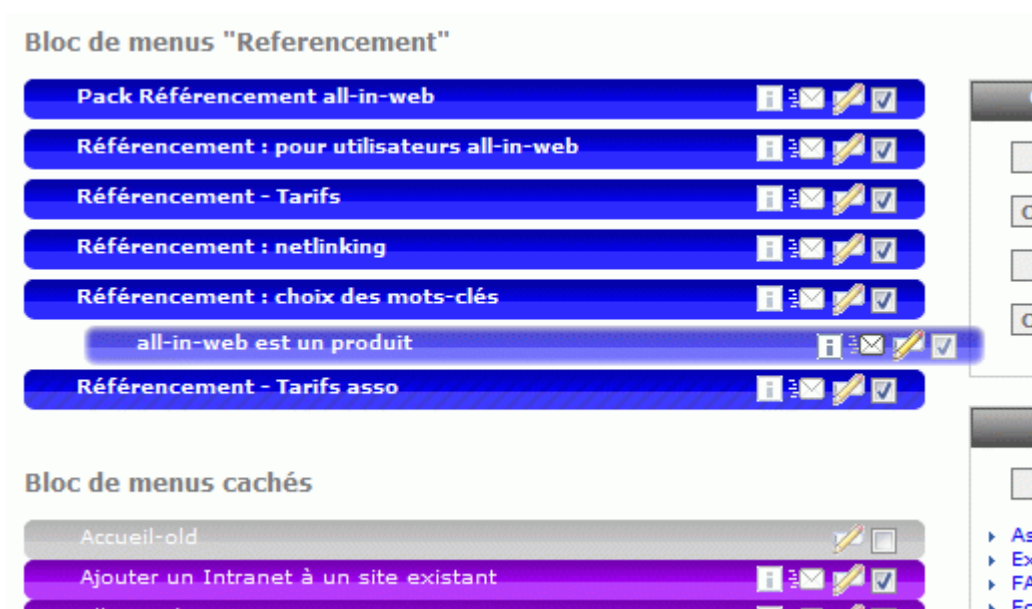 Bloc de menus "Referencement"
Pack Référencement all-in-web
Référencement : pour utilisateurs all-in-web
Référencement - Tarifs
Référencement : netlinking
Référencement : choix des mots-clés
all-in-web est un produit
Référencement - Tarifs asso
Bloc de menus cachés
Accueil-old
Ajouter un Intranet à un site existant